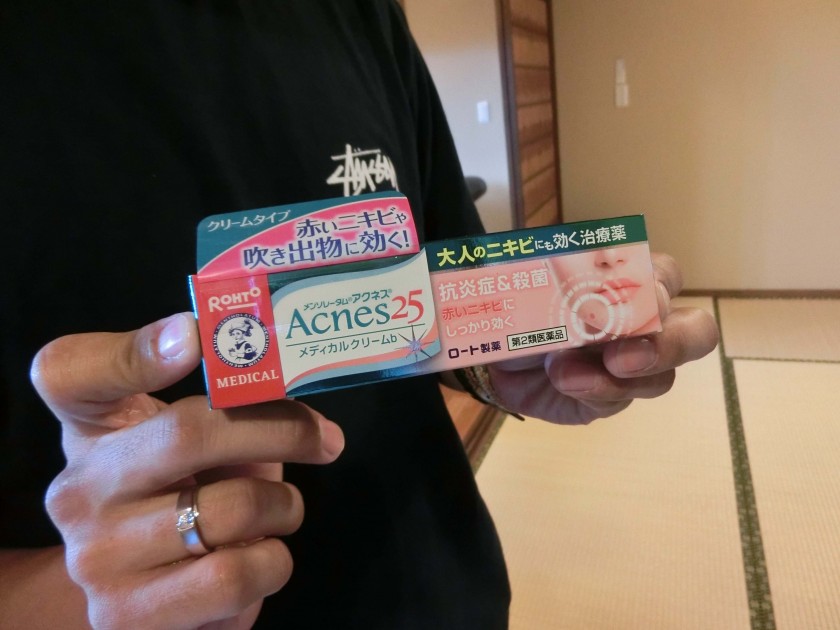 STÜSSY
クリームタイプ
赤いニキビや
吹き出物に効く!
ROHTO
MEDICAL
メンソレータム®アクネス®
Acnes25
メディカルクリームb
大人のニキビにも効く治療薬
抗炎症&殺菌
赤いニキビに
しっかり効く
ロート製薬
第2類医薬品